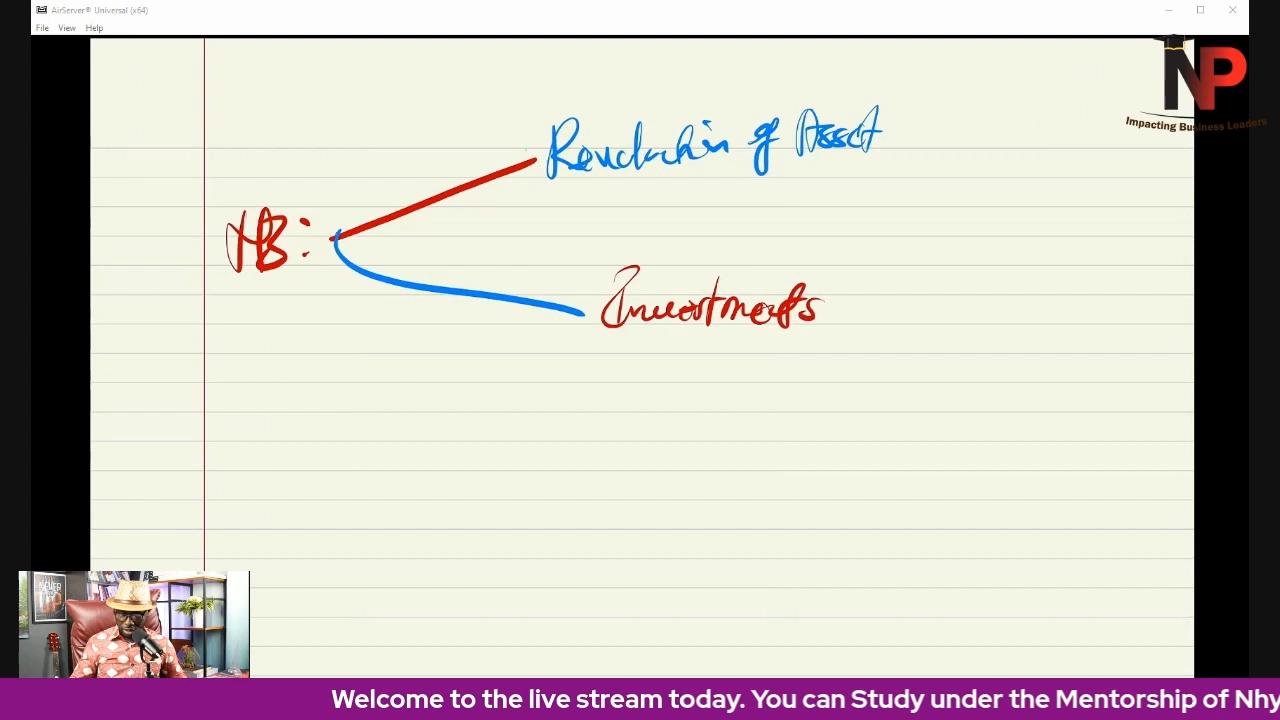 AirServer® Universal (x64)
File View Help
NP
Impacting Business Leaders
Revaluation of Asset
NB:
Investments
NEVER
Welcome to the live stream today. You can Study under the Mentorship of Nhy